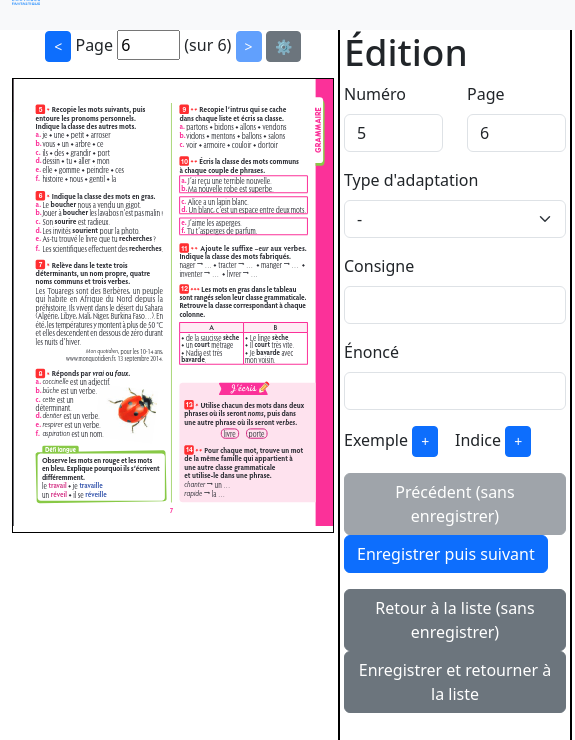 < Page 6 (sur 6) > ⚙️
5 • Recopie les mots suivants, puis
entoure les pronoms personnels.
Indique la classe des autres mots.
a. je • une • petit • arroser
b. vous • un • arbre • ce
c. ils • des • grandir • port
d. dessin • tu • aller • mon
e. elle • gomme • peindre • ces
f. histoire • nous • gentil • la
6 • Indique la classe des mots en gras.
a. Le boucher nous a vendu un gigot.
b. Jouer à boucher les lavabos n'est pas malin !
c. Son sourire est radieux.
d. Les invités sourient pour la photo.
e. As-tu trouvé le livre que tu recherches ?
f. Les scientifiques effectuent des recherches.
7 • Relève dans le texte trois
déterminants, un nom propre, quatre
noms communs et trois verbes.
Les Touaregs sont des Berbères, un peuple
qui habite en Afrique du Nord depuis la
préhistoire. Ils vivent dans le désert du Sahara
(Algérie, Libye, Mali, Niger, Burkina Faso…). En
été, les températures y montent à plus de 50 °C
et elles descendent en dessous de zéro durant
les nuits d'hiver.
Mon quotidien, pour les 10-14 ans,
www.monquotidien.fr, 13 septembre 2014.
8 • Réponds par vrai ou faux.
a. coccinelle est un adjectif.
b. bûche est un verbe.
c. cette est un
déterminant.
d. dentier est un verbe.
e. respirer est un verbe.
f. aspiration est un nom.
Défi langue
Observe les mots en rouge et les mots
en bleu. Explique pourquoi ils s'écrivent
différemment.
le travail • je travaille
un réveil • il se réveille
9 •• Recopie l'intrus qui se cache
dans chaque liste et écris sa classe.
a. partons • bidons • allons • vendons
b. vidons • mentons • ballons • salons
c. voir • armoire • couloir • dortoir
10 •• Écris la classe des mots communs
à chaque couple de phrases.
a. J'ai reçu une terrible nouvelle.
b. Ma nouvelle robe est superbe.
c. Alice a un lapin blanc.
d. Un blanc, c'est un espace entre deux mots.
e. J'aime les asperges.
f. Tu t'asperges de parfum.
11 •• Ajoute le suffixe –eur aux verbes.
Indique la classe des mots fabriqués.
nager → … • tracter → … • manger → … •
inventer → … • livrer → …
12 ••• Les mots en gras dans le tableau
sont rangés selon leur classe grammaticale.
Retrouve la classe correspondant à chaque
colonne.
A B
• de la saucisse sèche • Le linge sèche.
• un court métrage • Il court très vite.
• Nadia est très • Je bavarde avec
bavarde. mon voisin.
J'écris
13 • Utilise chacun des mots dans deux
phrases où ils seront noms, puis dans
une autre phrase où ils seront verbes.
livre porte
14 •• Pour chaque mot, trouve un mot
de la même famille qui appartient à
une autre classe grammaticale
et utilise-le dans une phrase.
chanter → un …
rapide → la …
GRAMMAIRE
7
Édition
Numéro Page
5 6
Type d'adaptation
-
Consigne
Énoncé
Exemple + Indice +
Précédent (sans
enregistrer)
Enregistrer puis suivant
Retour à la liste (sans
enregistrer)
Enregistrer et retourner à
la liste